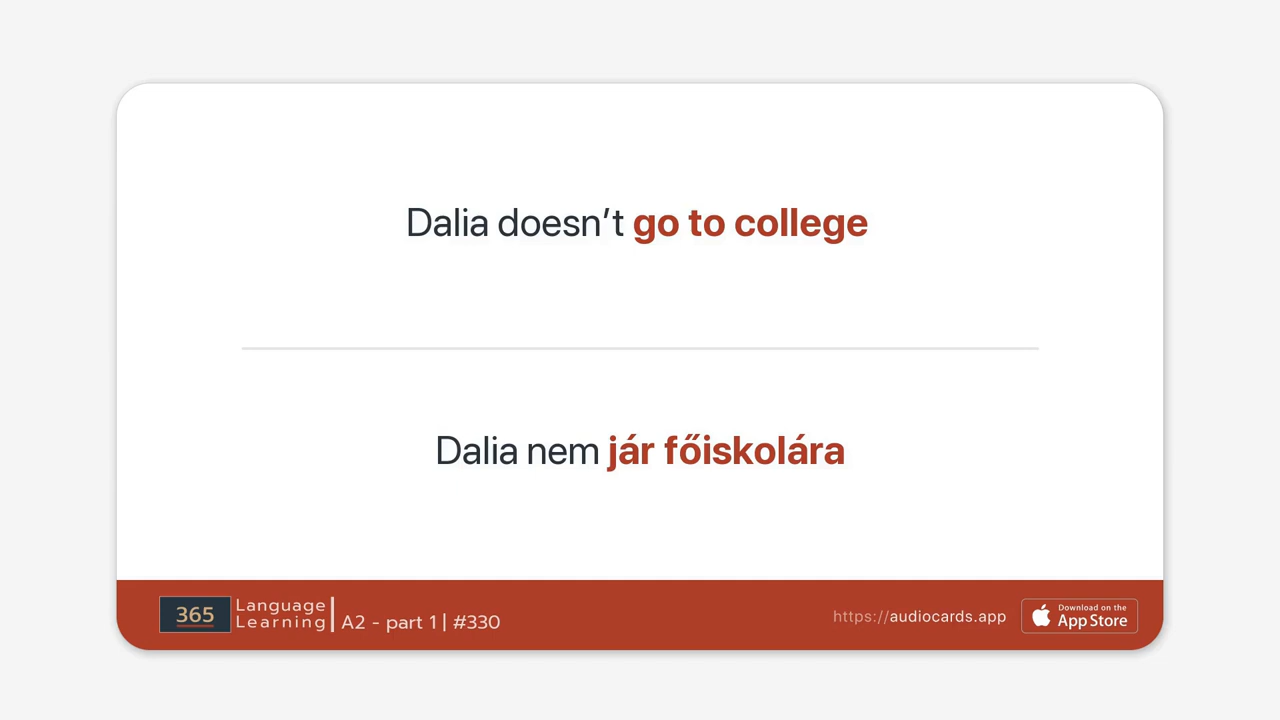 Dalia doesn’t go to college
Dalia nem jár főiskolára
365
Language
Learning
A2 - part 1 | #330
https://audiocards.app
Download on the
App Store